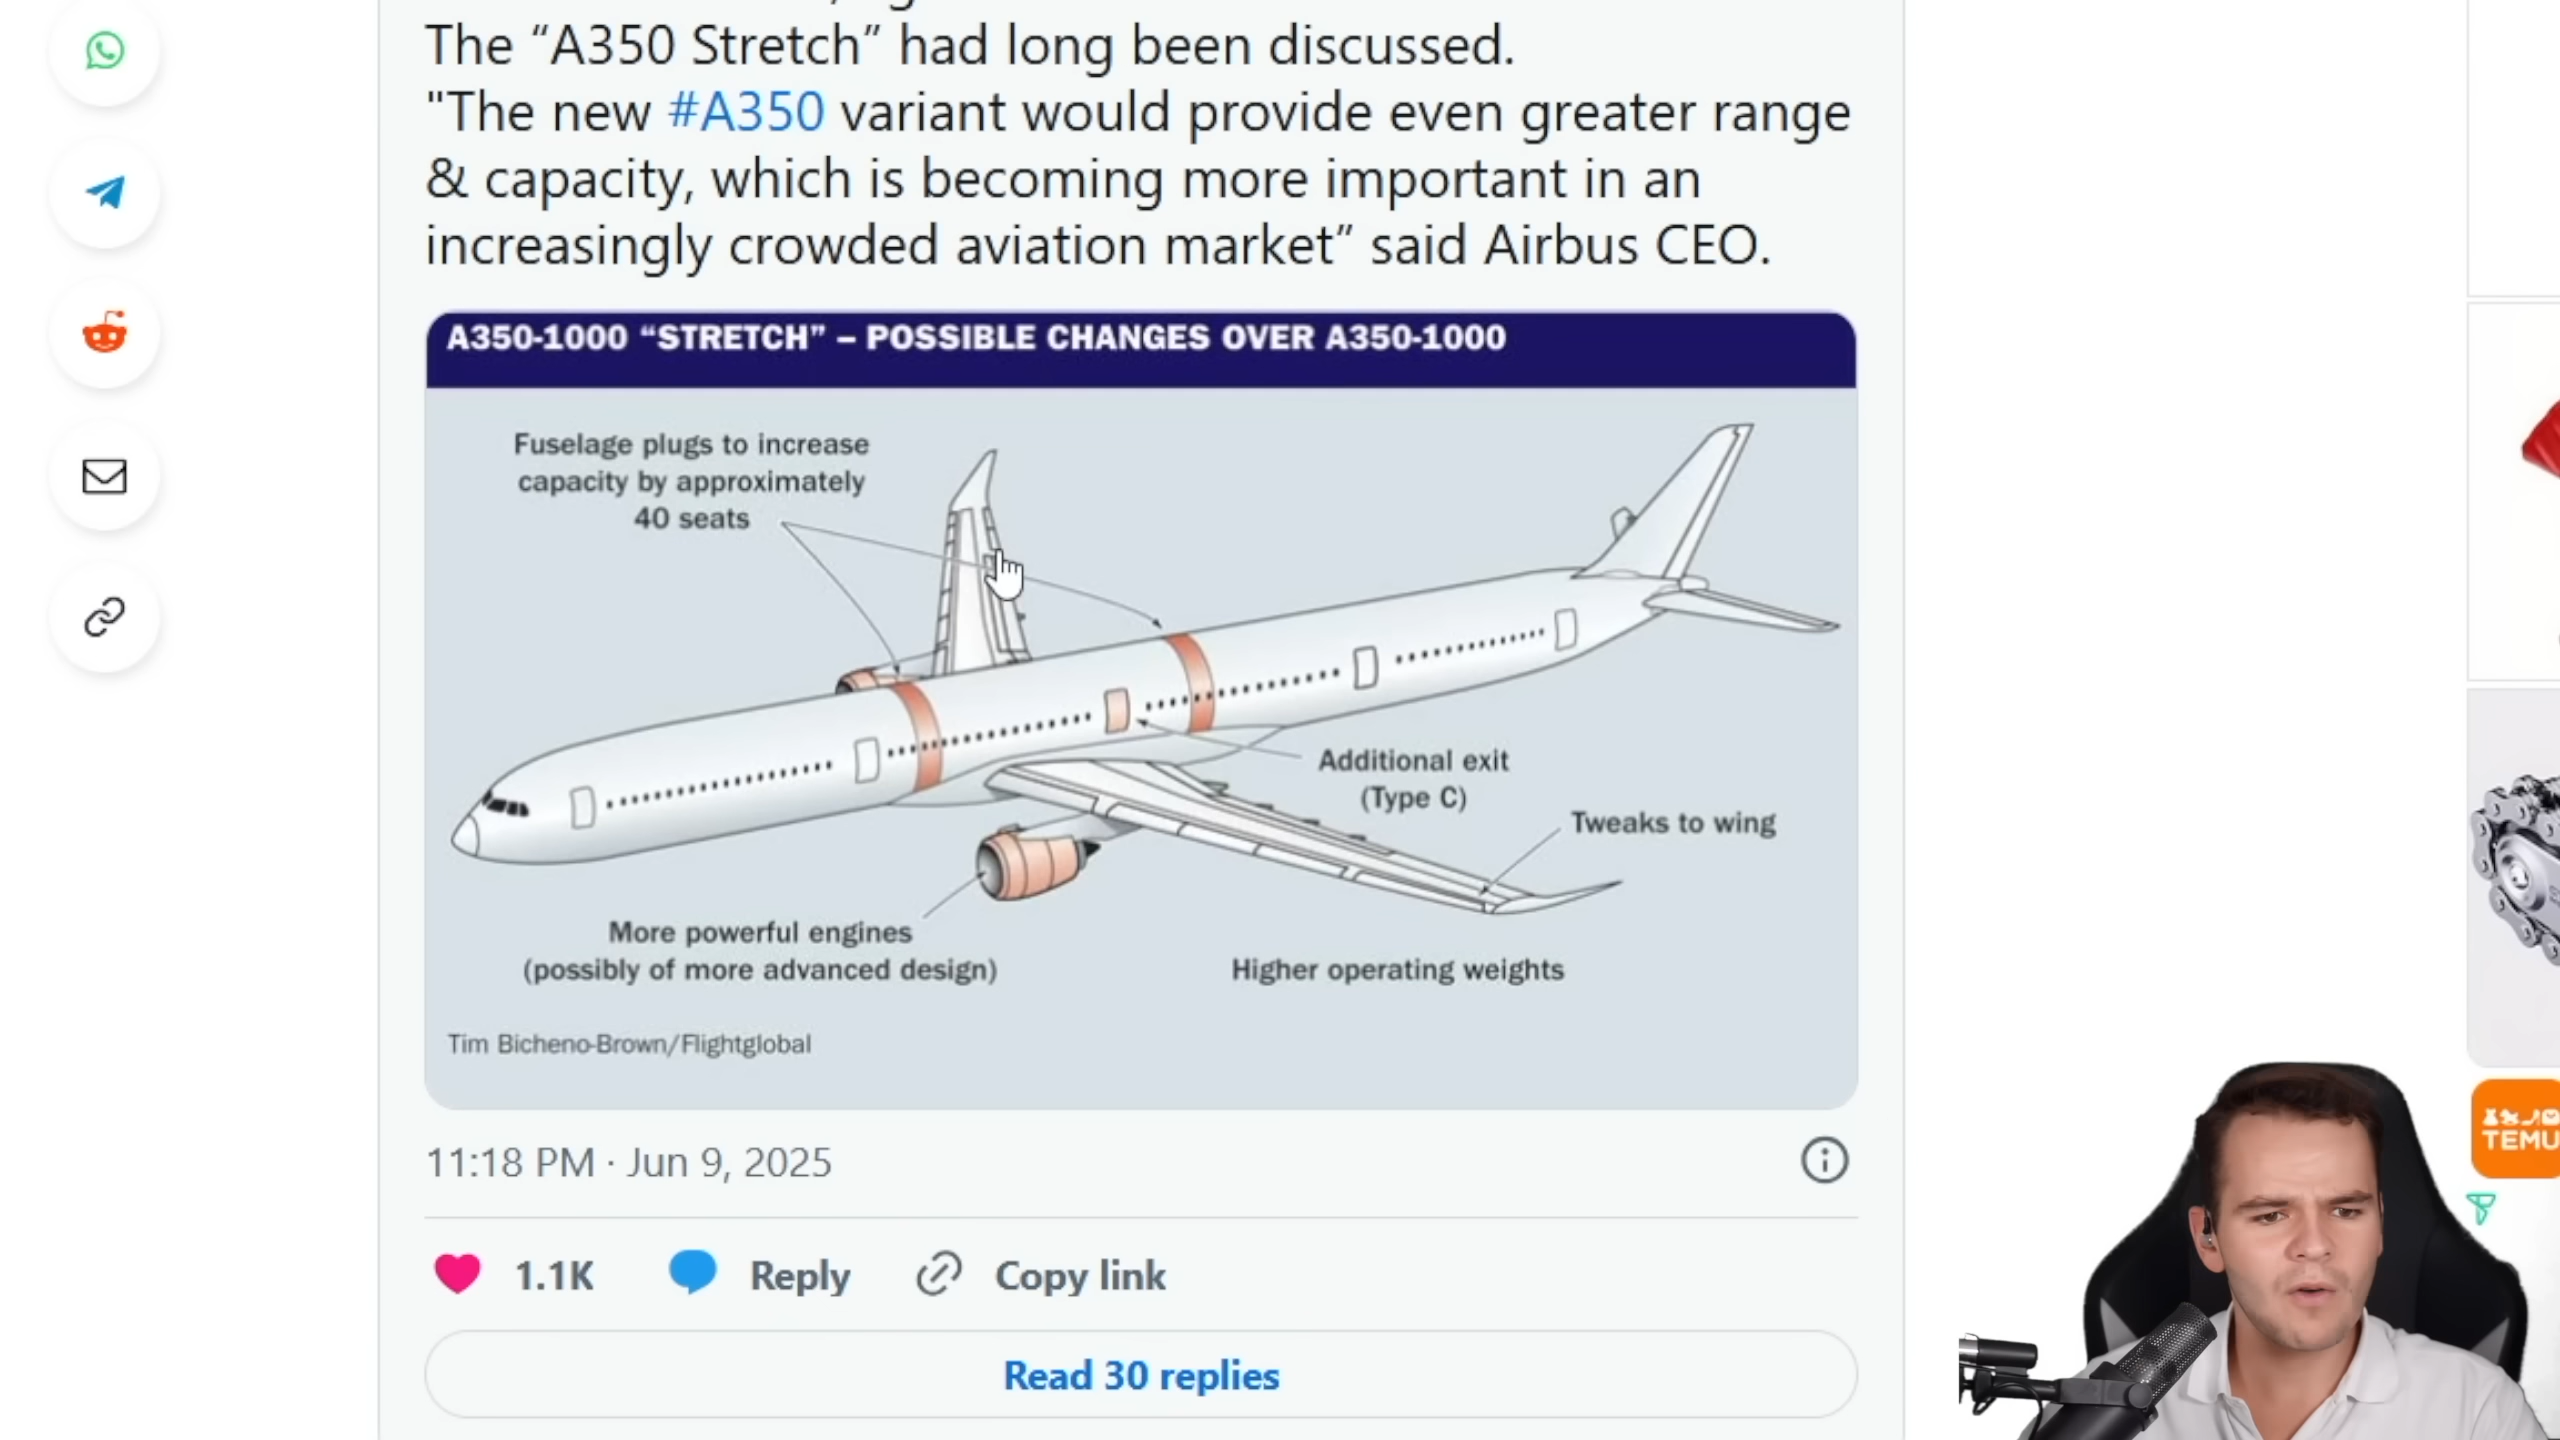 The “A350 Stretch” had long been discussed.
"The new #A350 variant would provide even greater range
& capacity, which is becoming more important in an
increasingly crowded aviation market” said Airbus CEO.
A350-1000 “STRETCH” – POSSIBLE CHANGES OVER A350-1000
Fuselage plugs to increase
capacity by approximately
40 seats
Additional exit
(Type C)
Tweaks to wing
More powerful engines
(possibly of more advanced design)
Higher operating weights
Tim Bicheno-Brown/Flightglobal
11:18 PM · Jun 9, 2025
TEMU
1.1K
Reply
Copy link
Read 30 replies